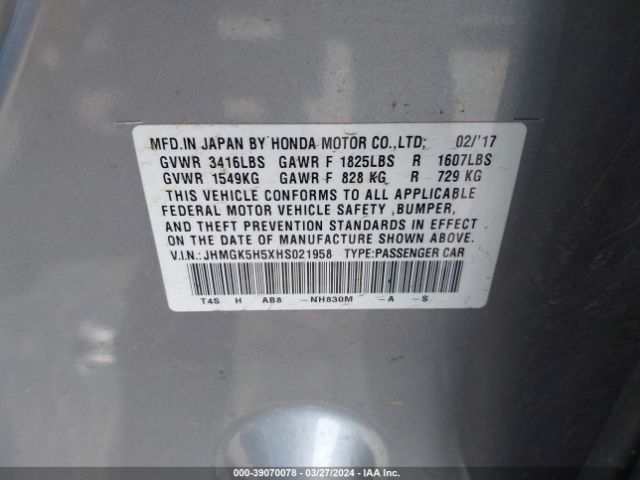 MFD.IN JAPAN BY HONDA MOTOR CO.,LTD; 02/'17
GVWR 3416LBS GAWR F 1825LBS R 1607LBS
GVWR 1549KG GAWR F 828 KG R 729 KG
THIS VEHICLE CONFORMS TO ALL APPLICABLE
FEDERAL MOTOR VEHICLE SAFETY ,BUMPER,
AND THEFT PREVENTION STANDARDS IN EFFECT
ON THE DATE OF MANUFACTURE SHOWN ABOVE.
V.I.N.: JHMGK5H5XHS021958 TYPE:PASSENGER CAR
T4S H AB8 -NH830M -A -S
000-39070078 | 03/27/2024 | IAA Inc.